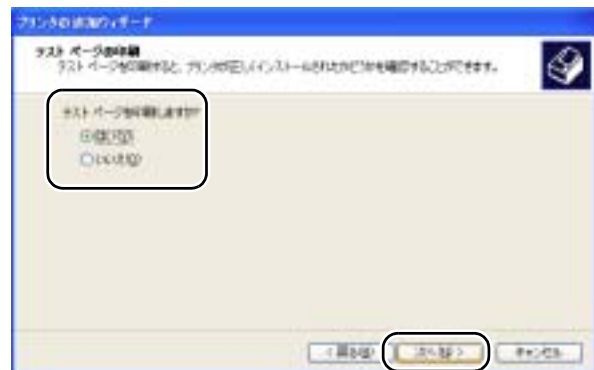 プリンタの追加ウィザード
テスト ページの印刷
テスト ページを印刷すると、プリンタが正しくインストールされたかどうかを確認することができます。
テスト ページを印刷しますか?
はい(Y)
いいえ(O)
< 戻る(B)
次へ(N) >
キャンセル